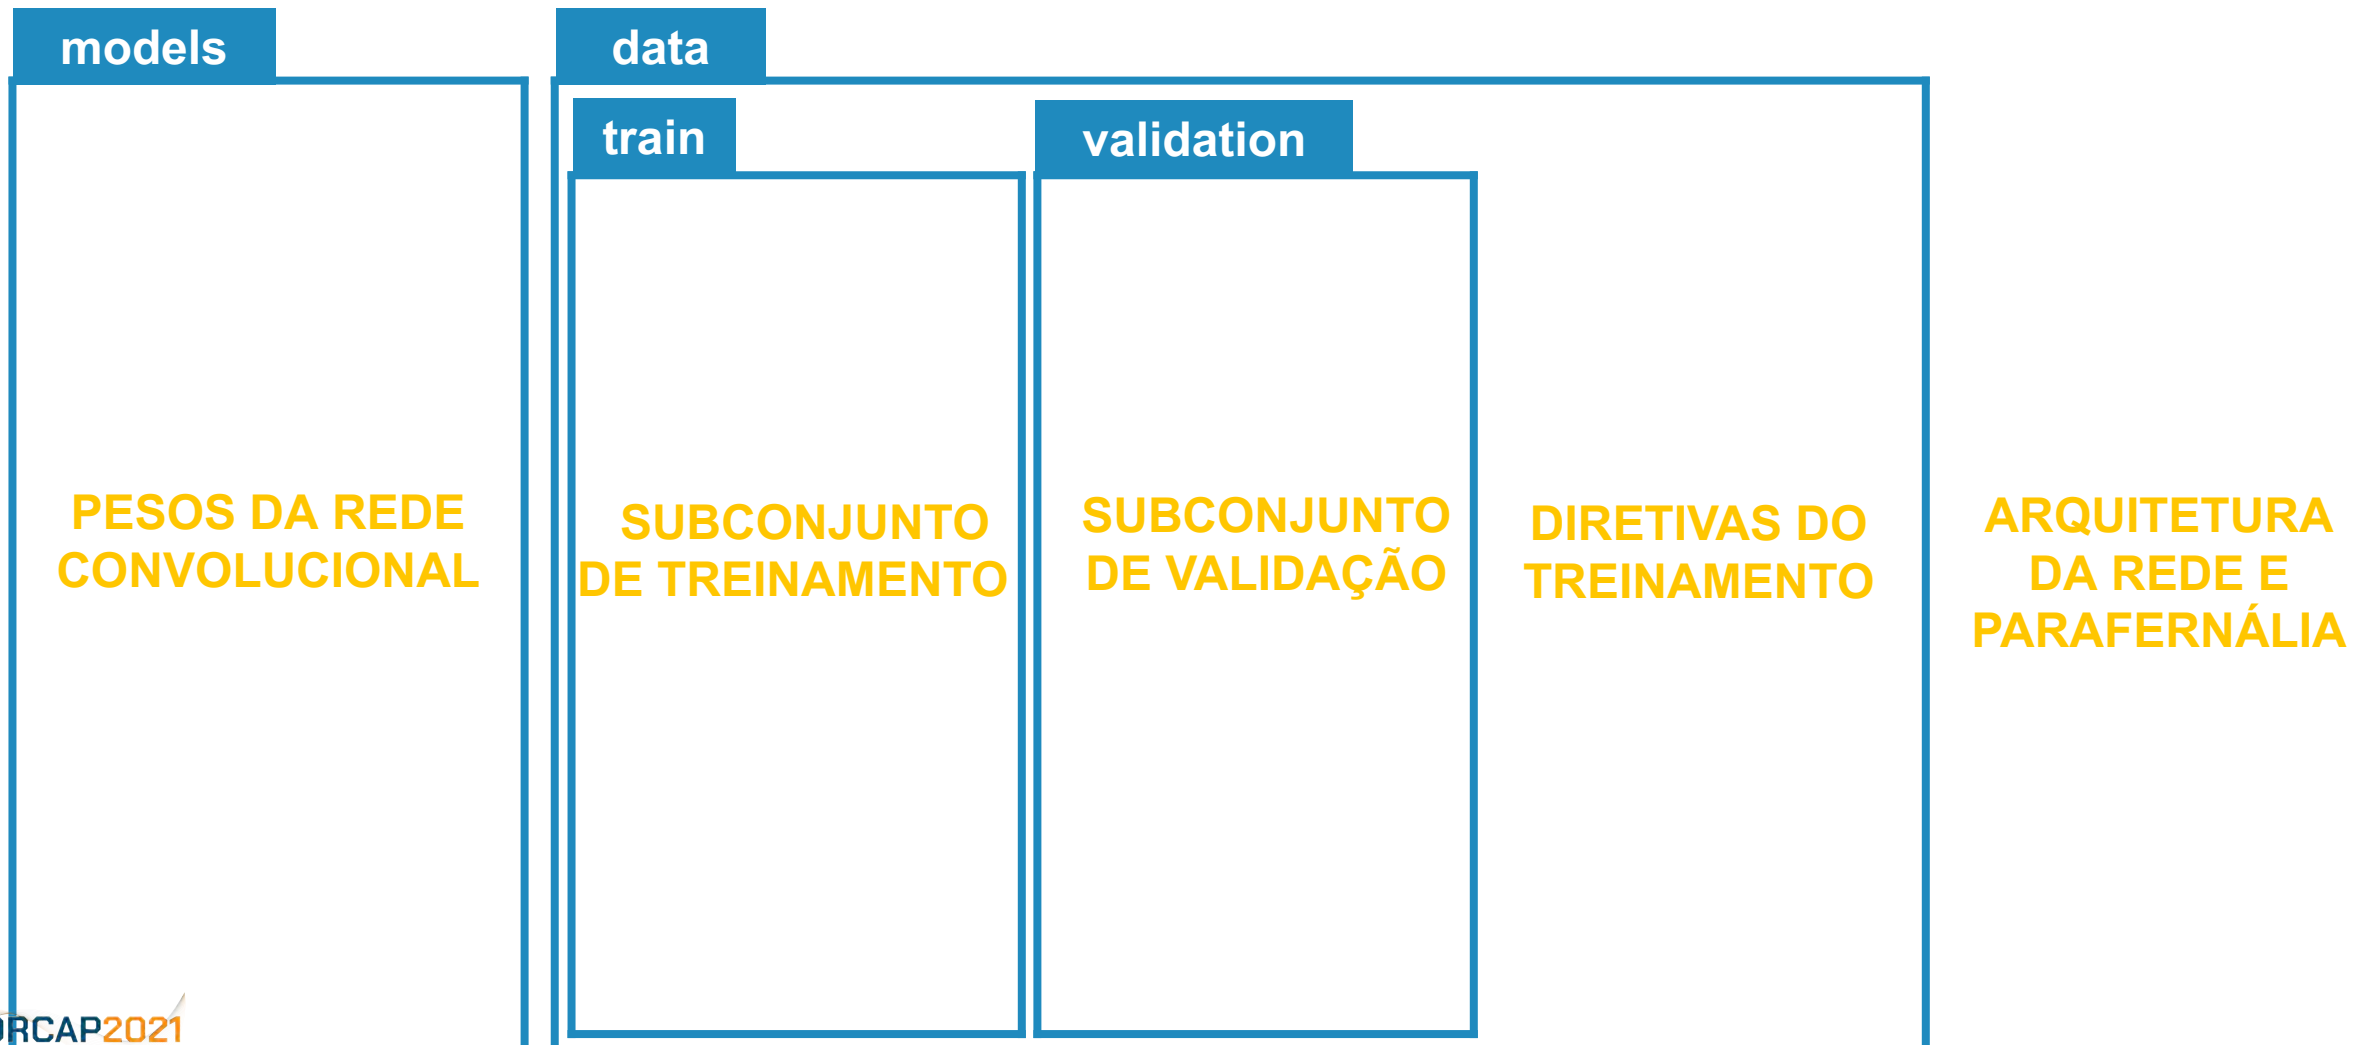 models
data
train
validation
PESOS DA REDE
CONVOLUCIONAL
SUBCONJUNTO
DE TREINAMENTO
SUBCONJUNTO
DE VALIDAÇÃO
DIRETIVAS DO
TREINAMENTO
ARQUITETURA
DA REDE E
PARAFERNÁLIA
ORCAP2021